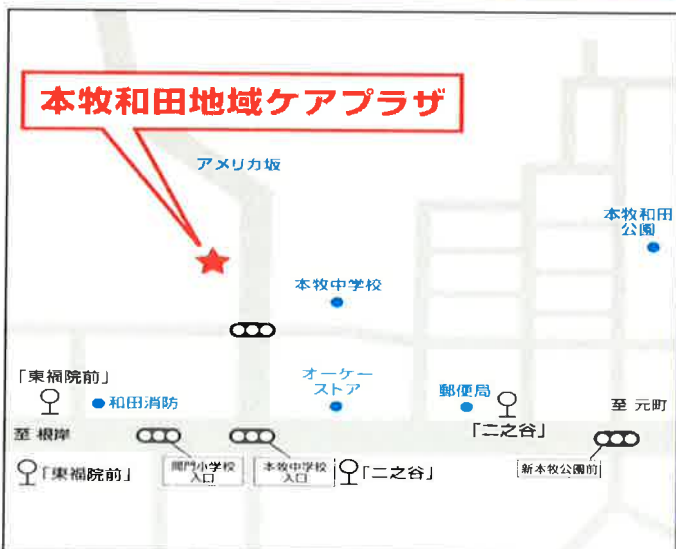 本牧和田地域ケアプラザ
アメリカ坂
本牧和田
公園
本牧中学校
「東福院前」
和田消防
オーケー
ストア
郵便局
「二之谷」
至 元町
至 根岸
「東福院前」
間門小学校
入口
本牧中学校
入口
「二之谷」
新本牧公園前